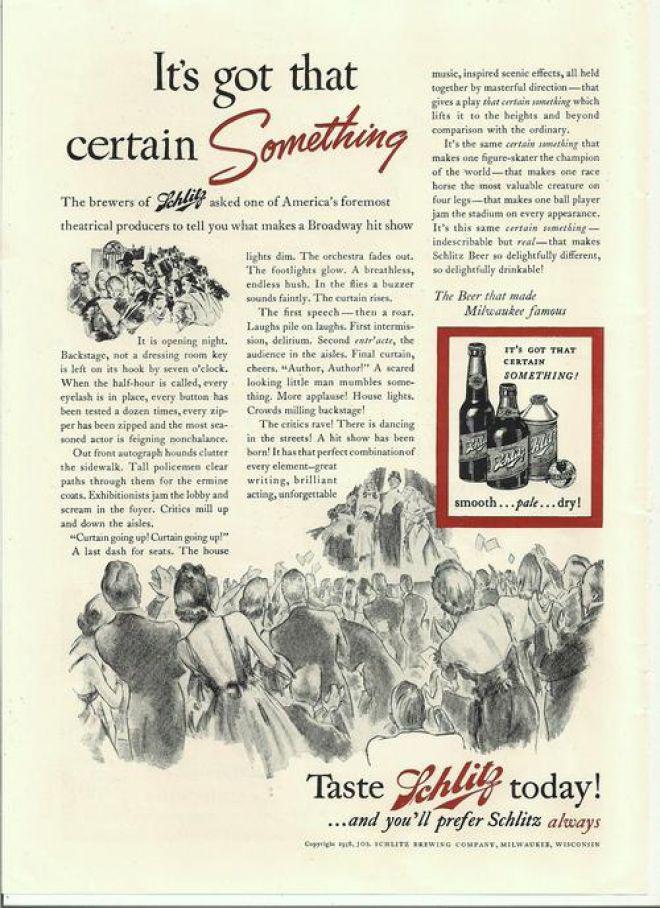 It's got that
certain Something
The brewers of Schlitz asked one of America's foremost
theatrical producers to tell you what makes a Broadway hit show
It is opening night.
Backstage, not a dressing room key
is left on its hook by seven o'clock.
When the half-hour is called, every
eyelash is in place, every button has
been tested a dozen times, every zip-
per has been zipped and the most sea-
soned actor is feigning nonchalance.
Out front autograph hounds clutter
the sidewalk. Tall policemen clear
paths through them for the ermine
coats. Exhibitionists jam the lobby and
scream in the foyer. Critics mill up
and down the aisles.
"Curtain going up! Curtain going up!"
A last dash for seats. The house
lights dim. The orchestra fades out.
The footlights glow. A breathless,
endless hush. In the flies a buzzer
sounds faintly. The curtain rises.
The first speech—then a roar.
Laughs pile on laughs. First intermis-
sion, delirium. Second entr'acte, the
audience in the aisles. Final curtain,
cheers. "Author, Author!" A scared
looking little man mumbles some-
thing. More applause! House lights.
Crowds milling backstage!
The critics rave! There is dancing
in the streets! A hit show has been
born! It has that perfect combination of
every element—great
writing, brilliant
acting, unforgettable
music, inspired scenic effects, all held
together by masterful direction—that
gives a play that certain something which
lifts it to the heights and beyond
comparison with the ordinary.
It's the same certain something that
makes one figure-skater the champion
of the world—that makes one race
horse the most valuable creature on
four legs—that makes one ball player
jam the stadium on every appearance.
It's this same certain something—
indescribable but real—that makes
Schlitz Beer so delightfully different,
so delightfully drinkable!
The Beer that made
Milwaukee famous
IT'S GOT THAT
CERTAIN
SOMETHING!
Schlitz
Schlitz
Schlitz
smooth...pale...dry!
Taste Schlitz today!
...and you'll prefer Schlitz always
Copyright 1938, JOS. SCHLITZ BREWING COMPANY, MILWAUKEE, WISCONSIN